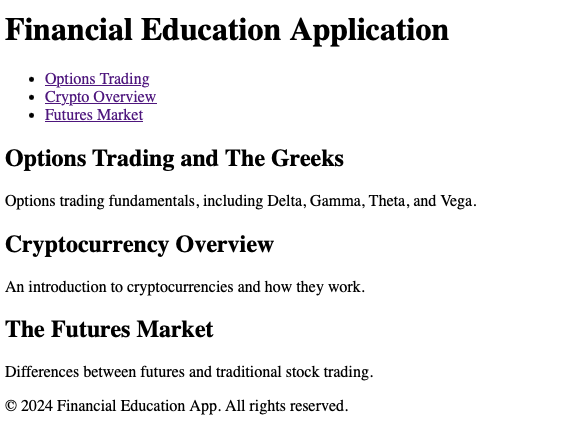 Financial Education Application
Options Trading
Crypto Overview
Futures Market
Options Trading and The Greeks
Options trading fundamentals, including Delta, Gamma, Theta, and Vega.
Cryptocurrency Overview
An introduction to cryptocurrencies and how they work.
The Futures Market
Differences between futures and traditional stock trading.
© 2024 Financial Education App. All rights reserved.